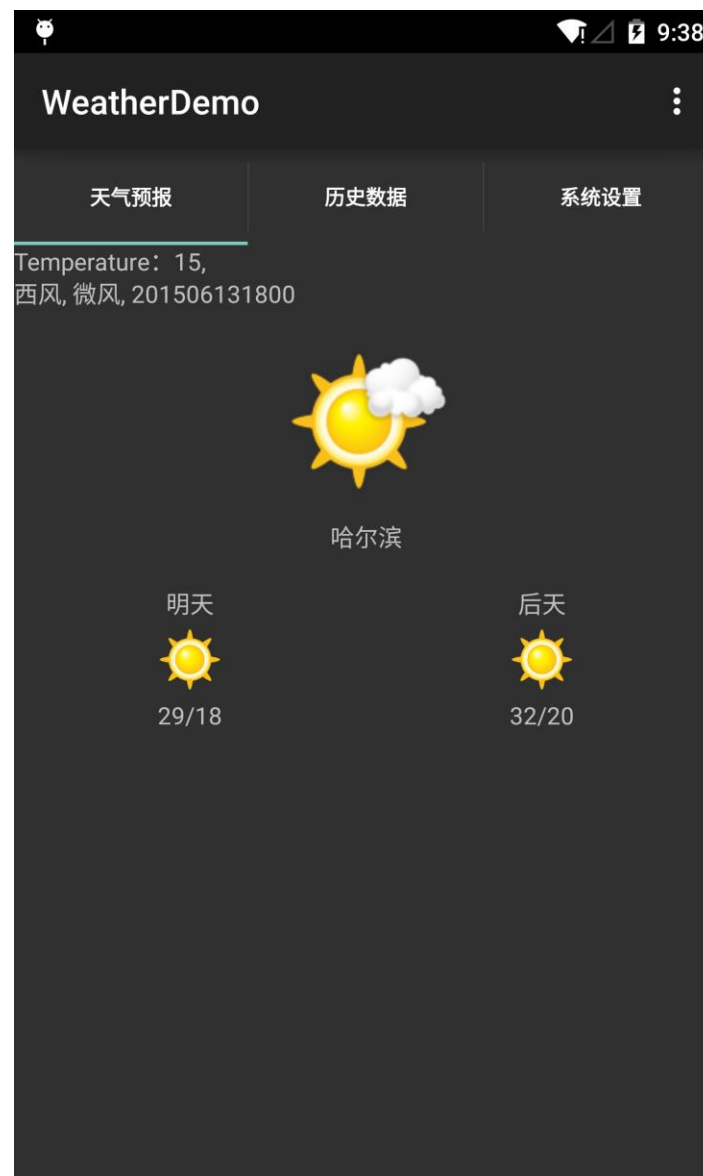 9:38
WeatherDemo
天气预报 历史数据 系统设置
Temperature：15,
西风, 微风, 201506131800
哈尔滨
明天 后天
29/18 32/20